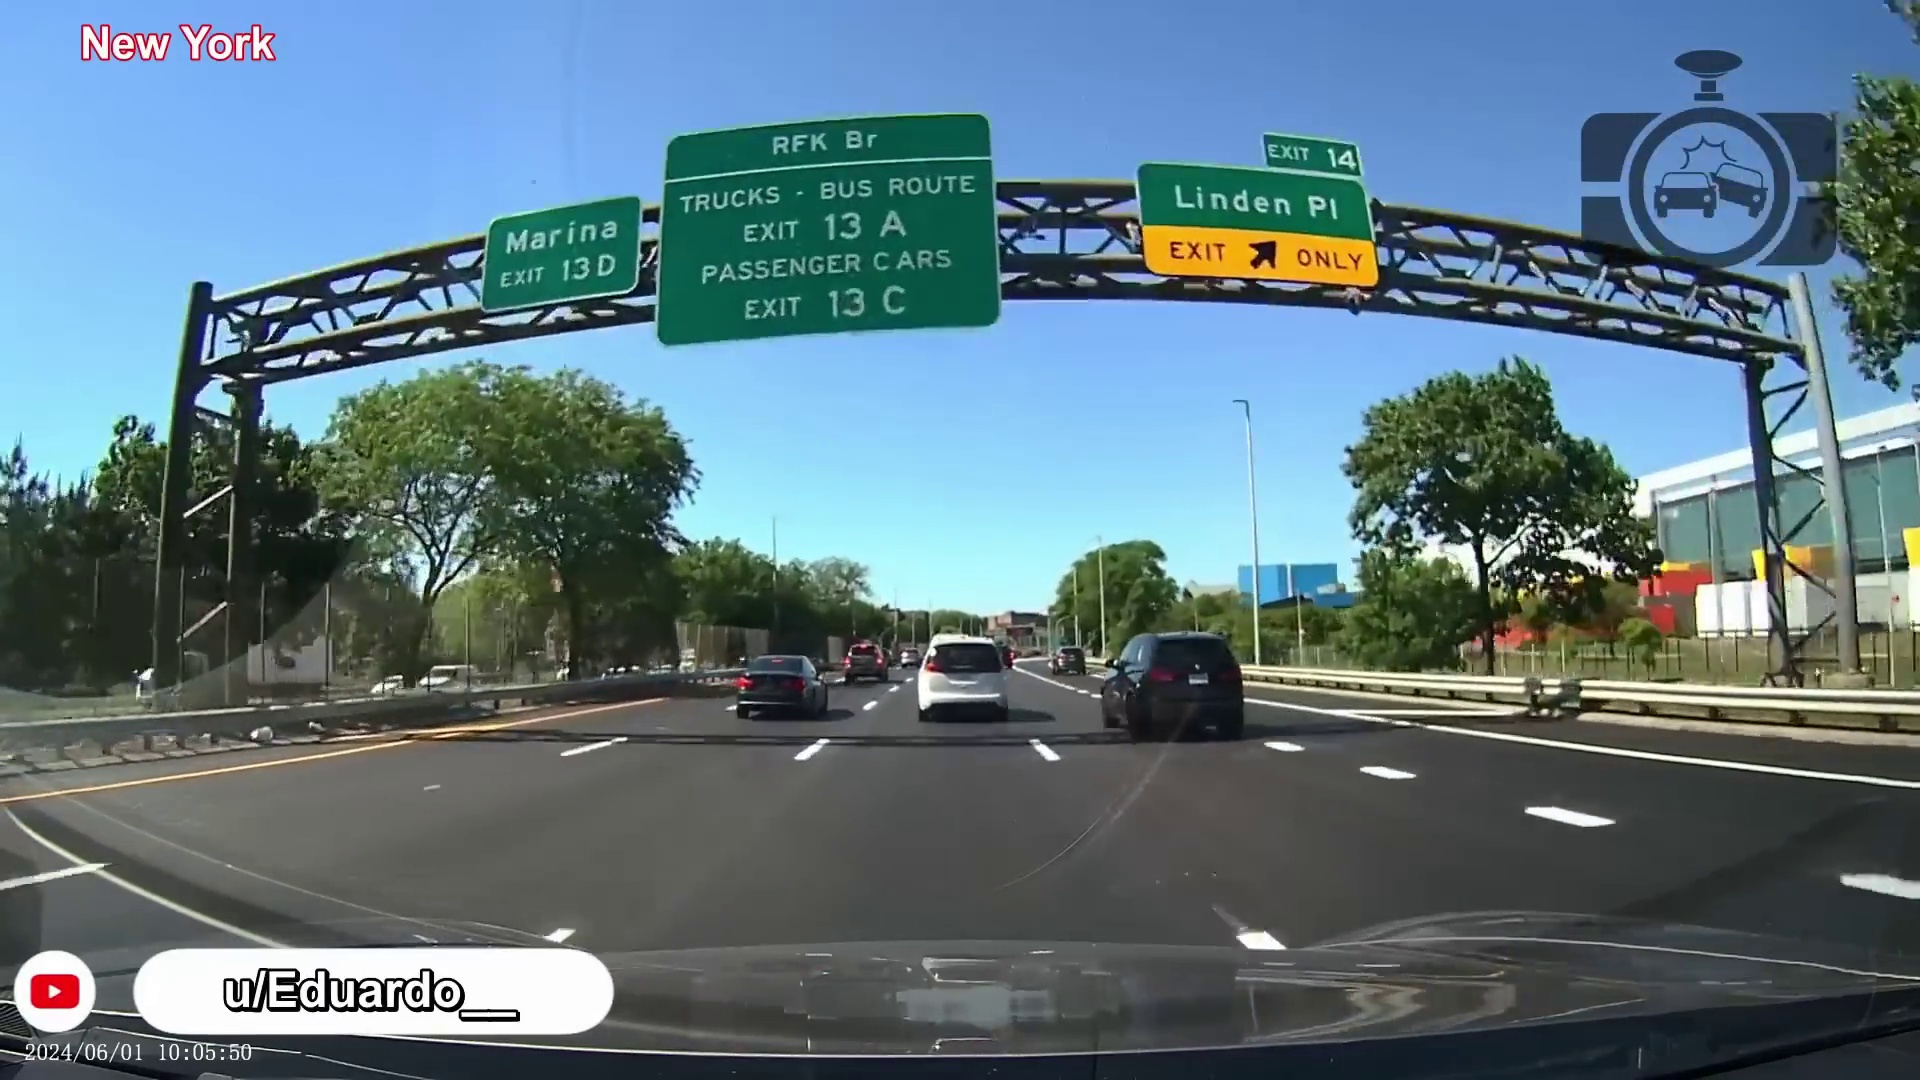 New York
RFK Br
TRUCKS - BUS ROUTE
EXIT 13 A
PASSENGER CARS
EXIT 13 C
Marina
EXIT 13 D
EXIT 14
Linden Pl
EXIT ONLY
u/Eduardo__
2024/06/01 10:05:50